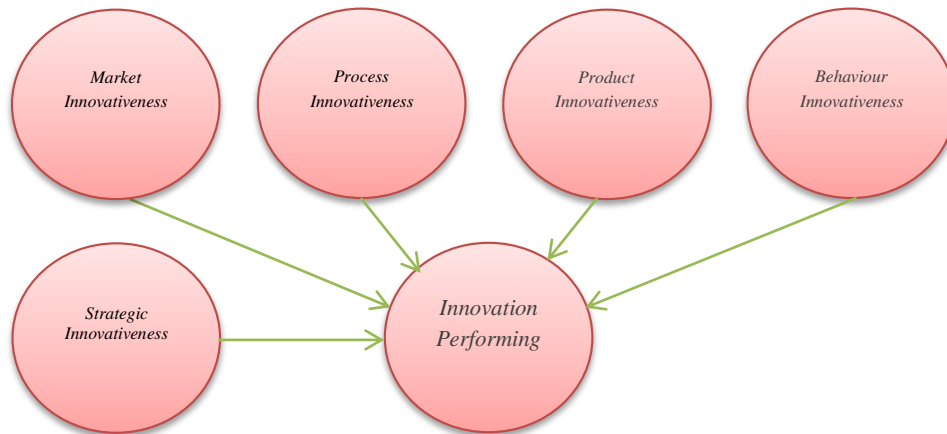 Market
Innovativeness
Process
Innovativeness
Product
Innovativeness
Behaviour
Innovativeness
Strategic
Innovativeness
Innovation
Performing